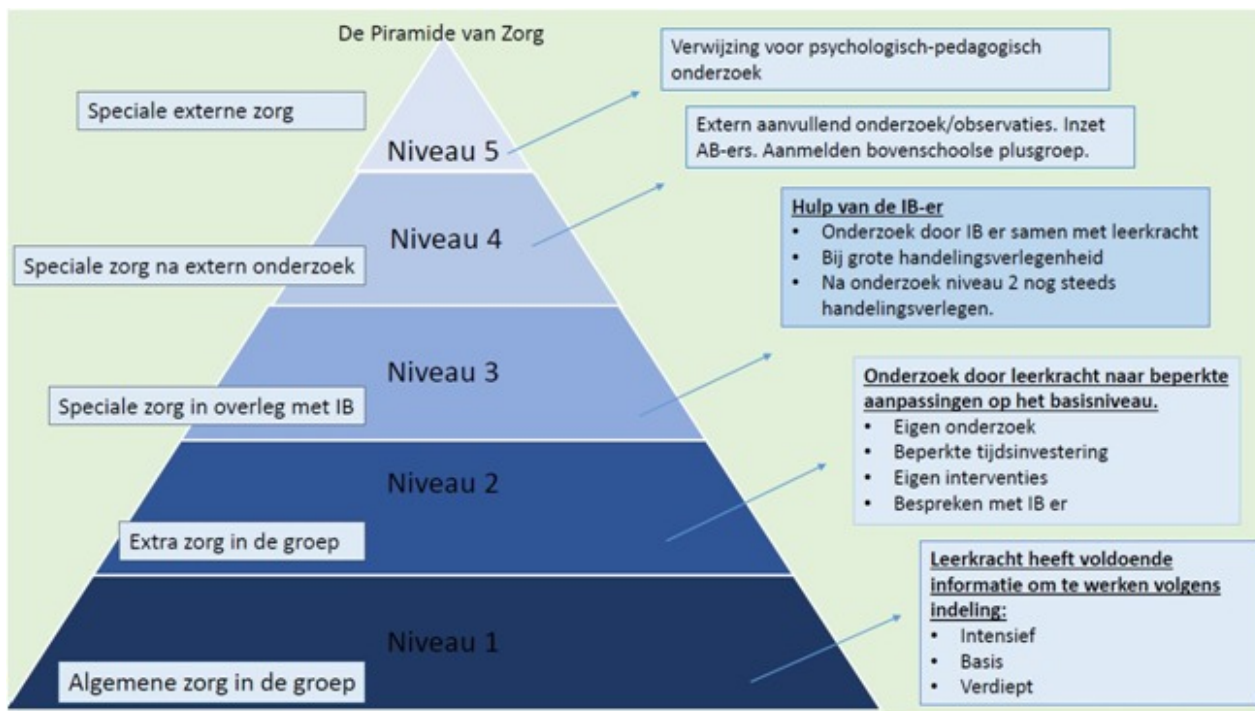 De Piramide van Zorg
Verwijzing voor psychologisch-pedagogisch
onderzoek
Speciale externe zorg
Niveau 5
Extern aanvullend onderzoek/observaties. Inzet
AB-ers. Aanmelden bovenschoolse plusgroep.
Niveau 4
Speciale zorg na extern onderzoek
Hulp van de IB-er
• Onderzoek door IB er samen met leerkracht
• Bij grote handelingsverlegenheid
• Na onderzoek niveau 2 nog steeds
handelingsverlegen.
Niveau 3
Speciale zorg in overleg met IB
Onderzoek door leerkracht naar beperkte
aanpassingen op het basisniveau.
• Eigen onderzoek
• Beperkte tijdsinvestering
• Eigen interventies
• Bespreken met IB er
Niveau 2
Extra zorg in de groep
Leerkracht heeft voldoende
informatie om te werken volgens
indeling:
• Intensief
• Basis
• Verdiept
Niveau 1
Algemene zorg in de groep